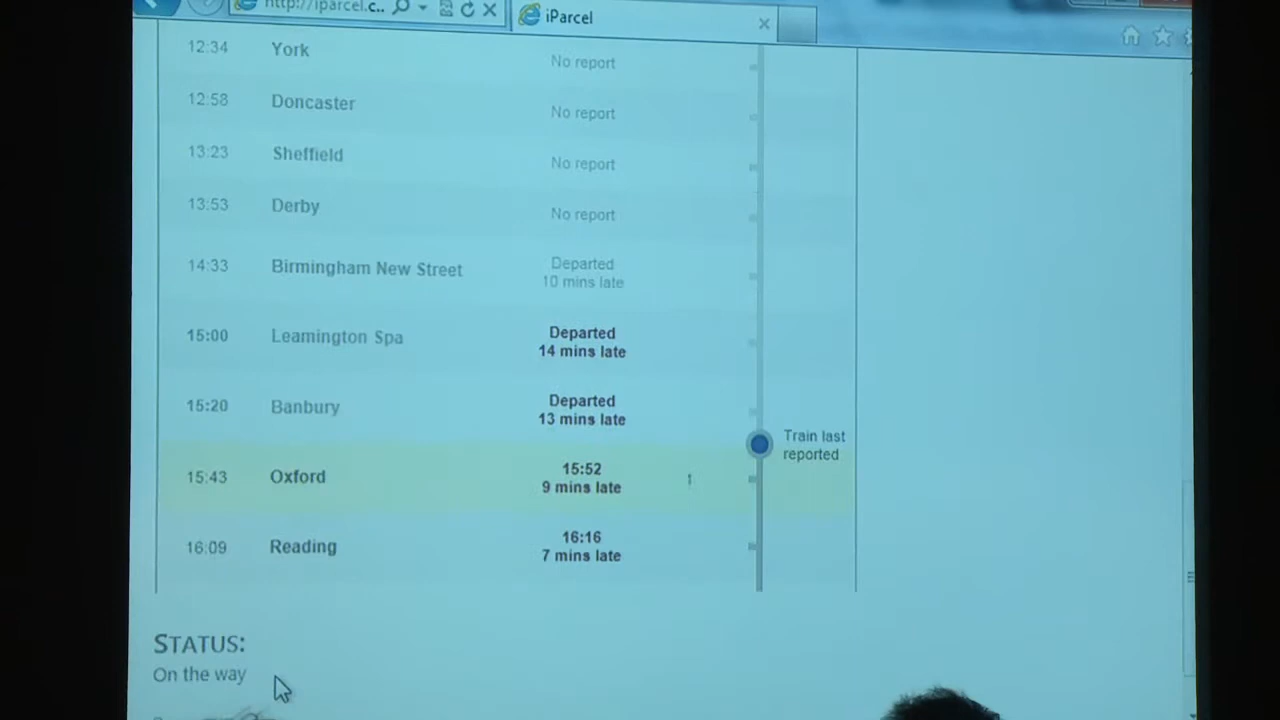 http://iparcel.c..
iParcel
12:34 York No report
12:58 Doncaster No report
13:23 Sheffield No report
13:53 Derby No report
14:33 Birmingham New Street Departed
10 mins late
15:00 Leamington Spa Departed
14 mins late
15:20 Banbury Departed
13 mins late
Train last
reported
15:43 Oxford 15:52
9 mins late
1
16:09 Reading 16:16
7 mins late
STATUS:
On the way